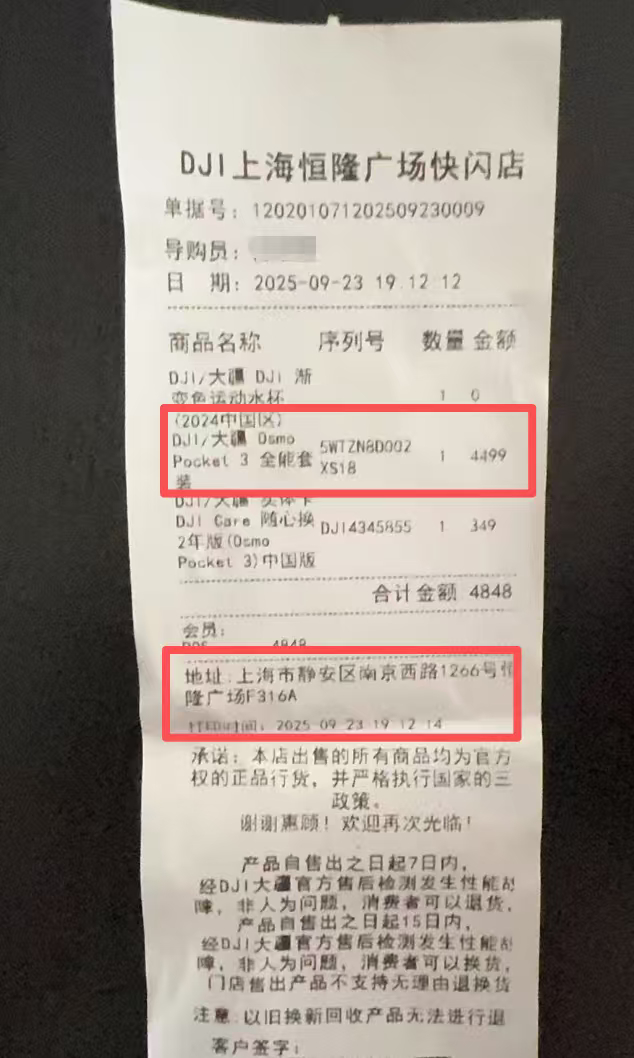 DJI上海恒隆广场快闪店
单据号：120201071202509230009
导购员：
日 期：2025-09-23 19 12 12
商品名称 序列号 数量 金额
DJI/大疆 DJI 渐
变色运动水杯 1 0
(2024中国区)
DJI/大疆 Osmo
Pocket 3 全能套 5WTZN8D002 1 4499
装 XS18
DJI/大疆 实体卡
DJI Care 随心换 DJI4345855 1 349
2年版(Osmo
Pocket 3)中国版
合计金额 4848
会员：
POS 4848
地址：上海市静安区南京西路1266号恒
隆广场F316A
打印时间：2025 09 23 19 12 14
承诺：本店出售的所有商品均为官方
权的正品行货，并严格执行国家的三
政策。
谢谢惠顾！欢迎再次光临！
产品自售出之日起7日内，
经DJI大疆官方售后检测发生性能故
障，非人为问题，消费者可以退货，
产品自售出之日起15日内，
经DJI大疆官方售后检测发生性能故
障，非人为问题，消费者可以换货，
门店售出产品不支持无理由退换货
注意：以旧换新回收产品无法进行退
客户签字：